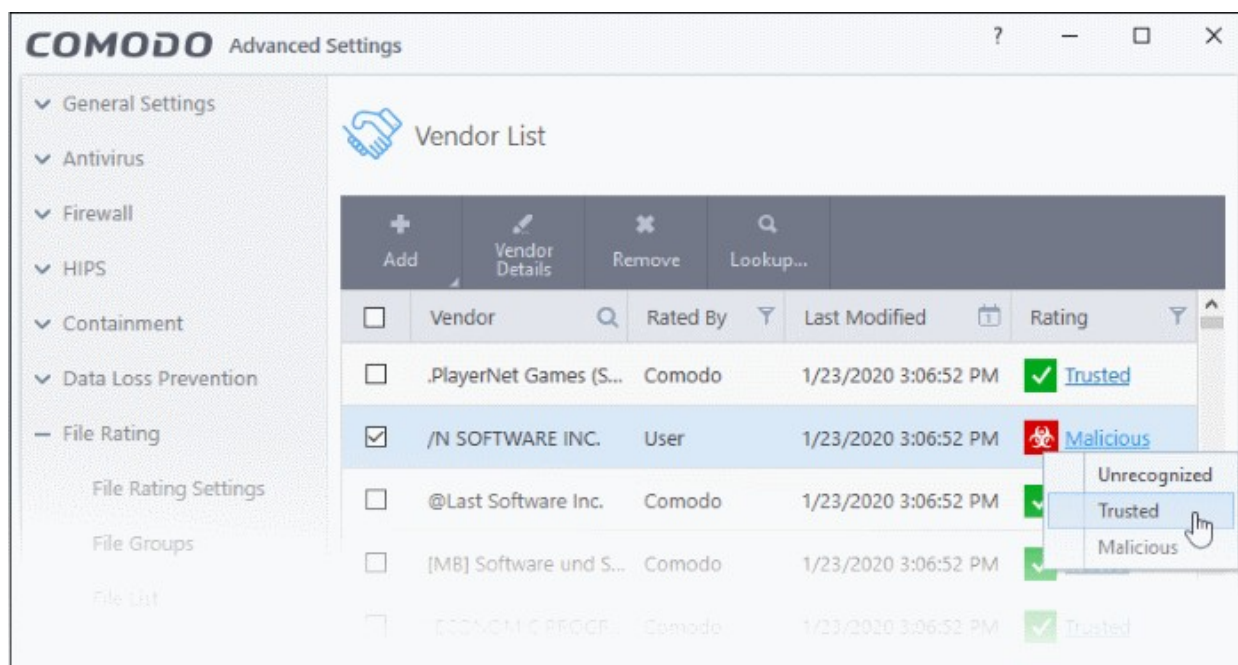 COMODO Advanced Settings
?
General Settings
Antivirus
Firewall
HIPS
Containment
Data Loss Prevention
File Rating
File Rating Settings
File Groups
File List
Vendor List
Add
Vendor Details
Remove
Lookup...
Vendor Rated By Last Modified 1 Rating
.PlayerNet Games (S... Comodo 1/23/2020 3:06:52 PM Trusted
/N SOFTWARE INC. User 1/23/2020 3:06:52 PM Malicious
Unrecognized
Trusted
Malicious
@Last Software Inc. Comodo 1/23/2020 3:06:52 PM
[MB] Software und S... Comodo 1/23/2020 3:06:52 PM
Comodo 1/23/2020 3:06:52 PM Trusted